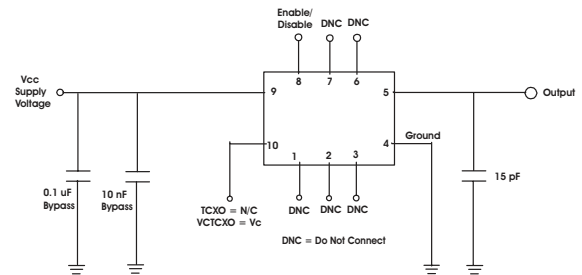 Enable/
Disable DNC DNC
8 7 6
Vcc
Supply
Voltage
9
5
Output
10
4
Ground
1 2 3
0.1 uF
Bypass
10 nF
Bypass
15 pF
TCXO = N/C
VCTCXO = Vc
DNC DNC DNC
DNC = Do Not Connect